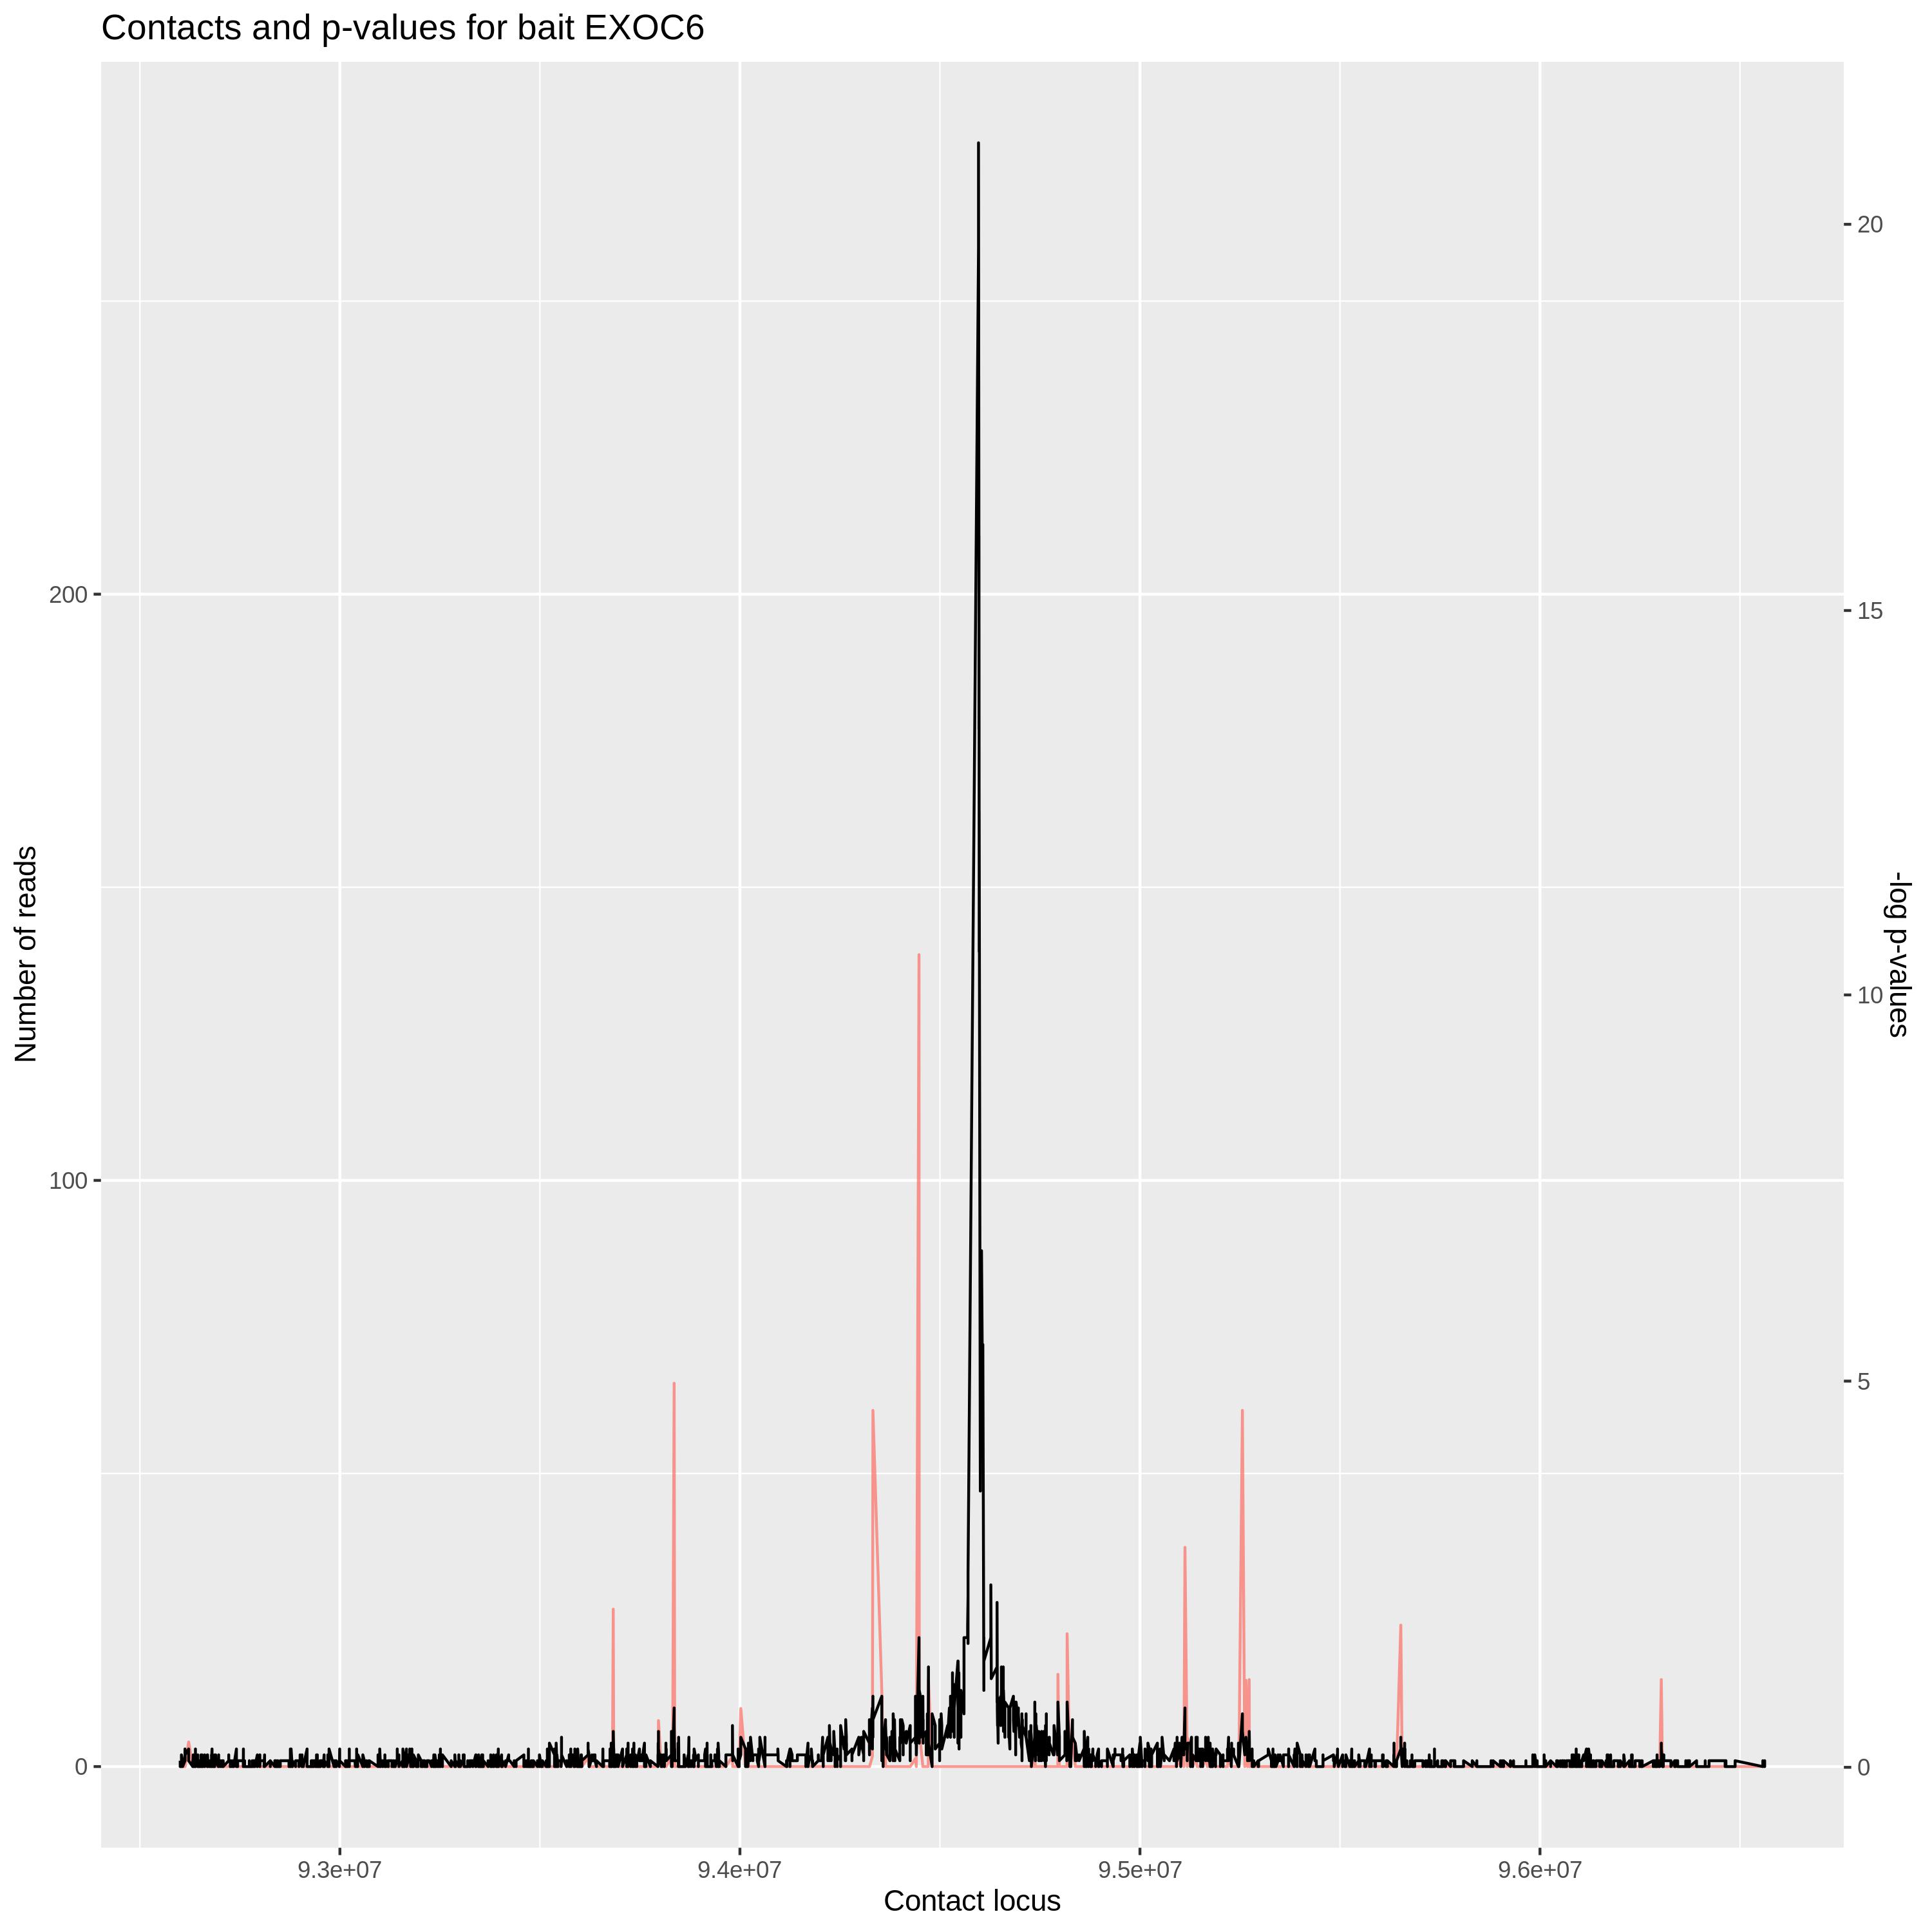 Contacts and p-values for bait EXOC6
Number of reads
200
100
0
20
15
10
5
0
-log p-values
9.3e+07 9.4e+07 9.5e+07 9.6e+07
Contact locus